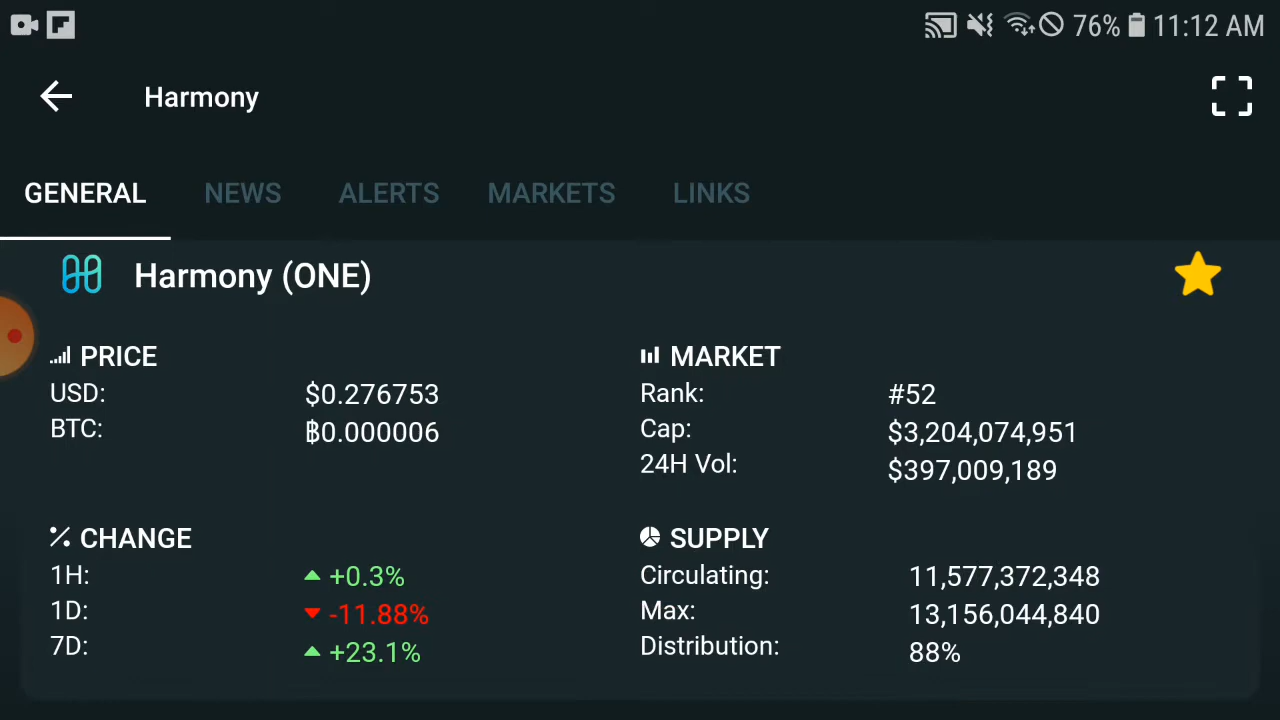 76% 11:12 AM
Harmony
GENERAL NEWS ALERTS MARKETS LINKS
Harmony (ONE)
PRICE
USD: $0.276753
BTC: ฿0.000006
MARKET
Rank: #52
Cap: $3,204,074,951
24H Vol: $397,009,189
CHANGE
1H: +0.3%
1D: -11.88%
7D: +23.1%
SUPPLY
Circulating: 11,577,372,348
Max: 13,156,044,840
Distribution: 88%